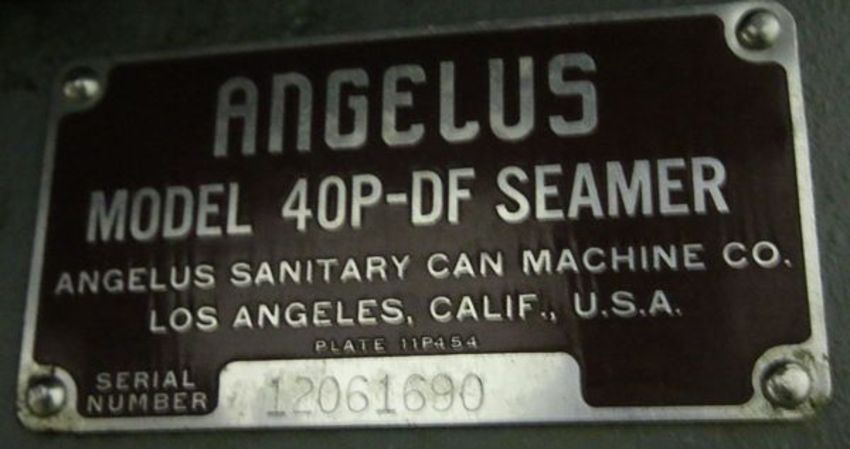 ANGELUS
MODEL 40P-DF SEAMER
ANGELUS SANITARY CAN MACHINE CO.
LOS ANGELES, CALIF., U.S.A.
PLATE 11P454
SERIAL
NUMBER 12061690